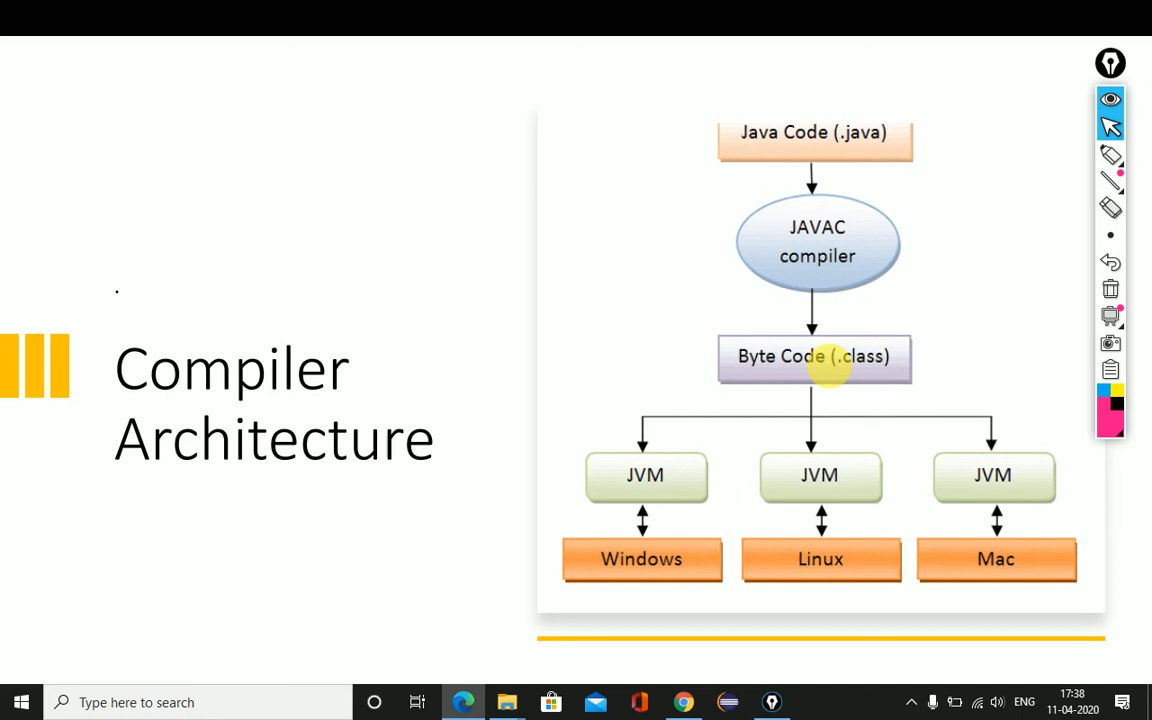 Java Code (.java)
JAVAC
compiler
.
Compiler
Architecture
Byte Code (.class)
JVM
JVM
JVM
Windows
Linux
Mac
Type here to search
ENG
17:38
11-04-2020